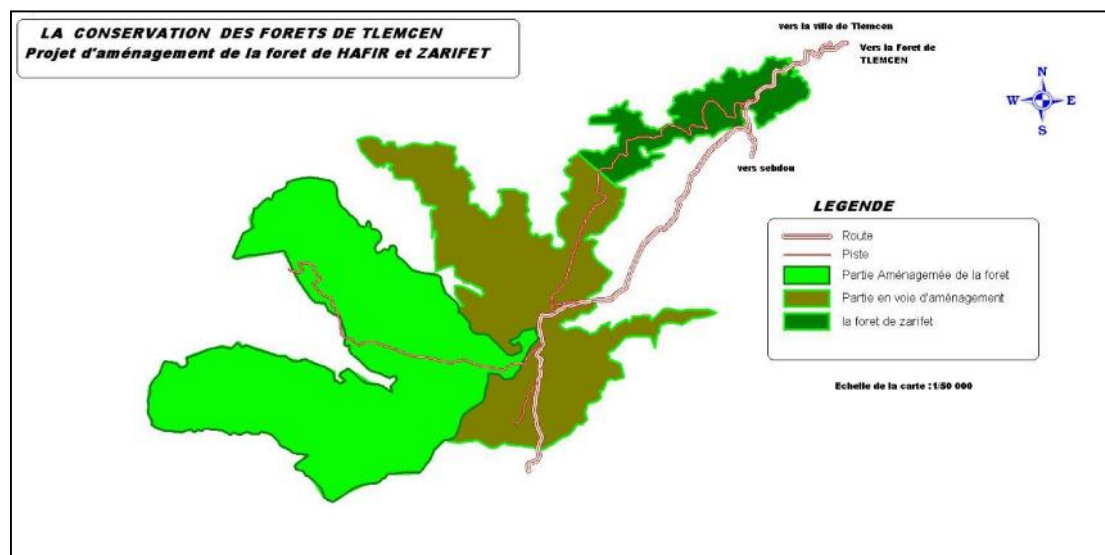 LA CONSERVATION DES FORETS DE TLEMCEN
Projet d'aménagement de la foret de HAFIR et ZARIFET
vers la ville de Tlemcen
Vers la Foret de
TLEMCEN
N
W
E
S
vers sebdou
LEGENDE
Route
Piste
Partie Aménagemée de la foret
Partie en voie d'aménagement
la foret de zarifet
Echelle de la carte :1/50 000